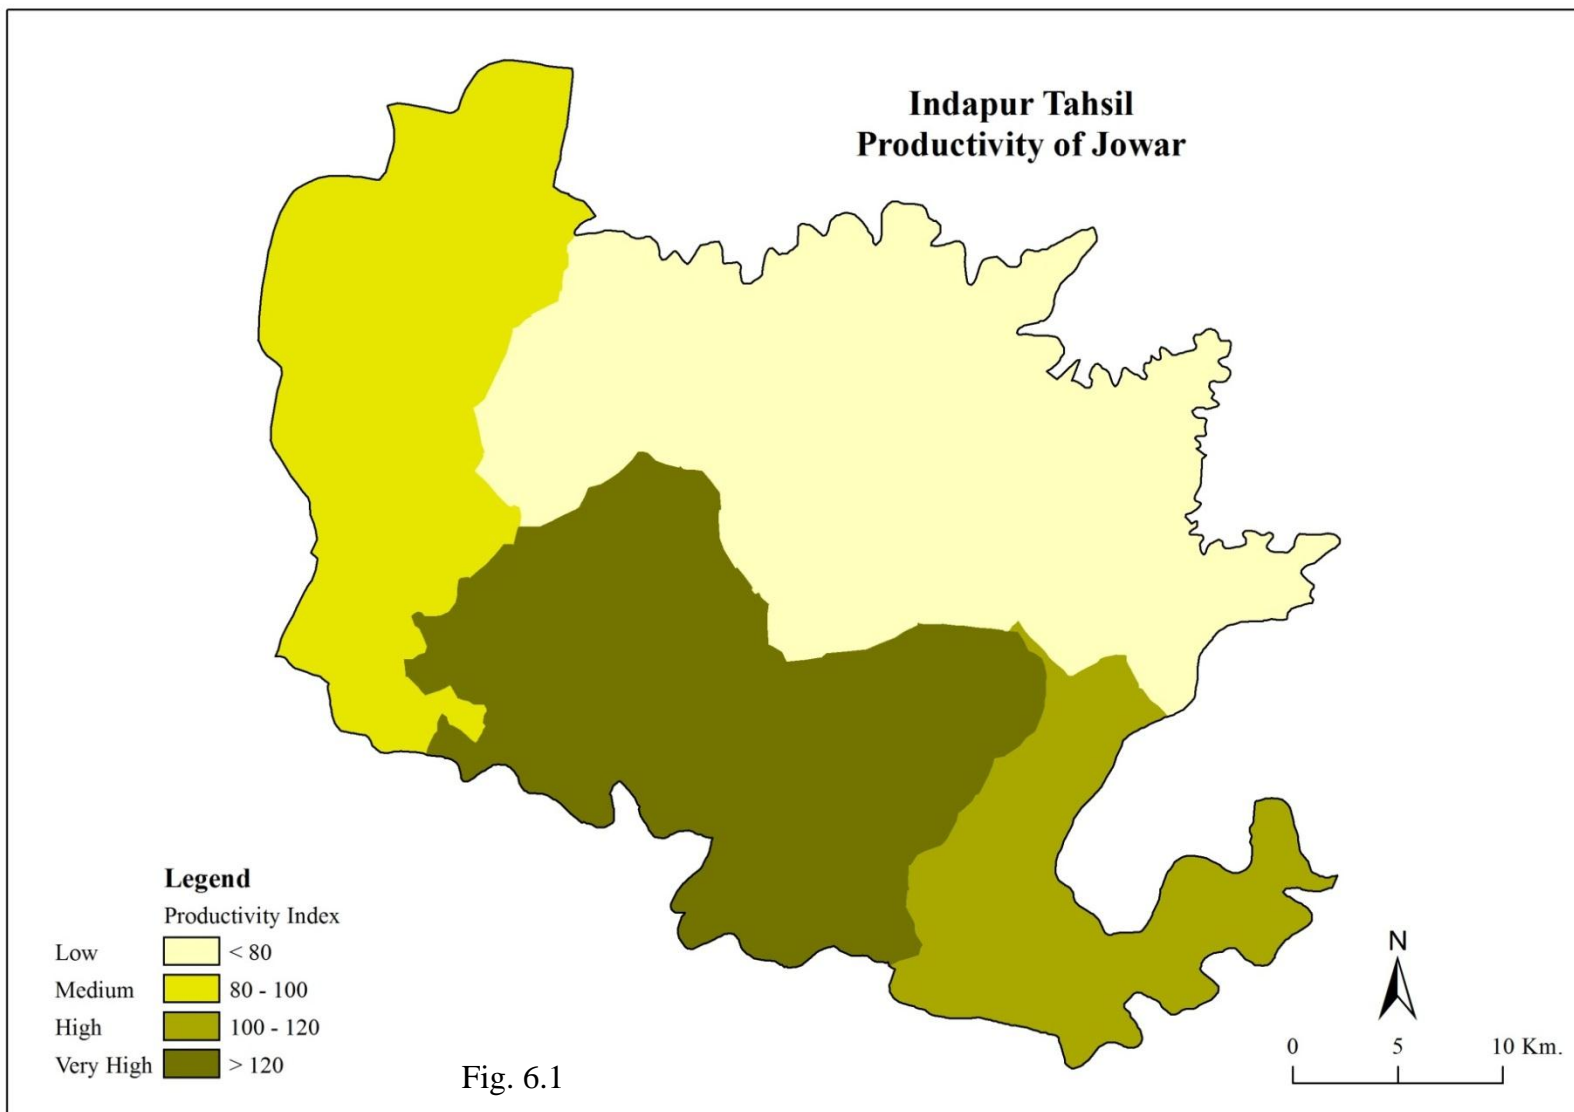 Indapur Tahsil
Productivity of Jowar
Legend
Productivity Index
Low < 80
Medium 80 - 100
High 100 - 120
Very High > 120
Fig. 6.1
N
0 5 10 Km.